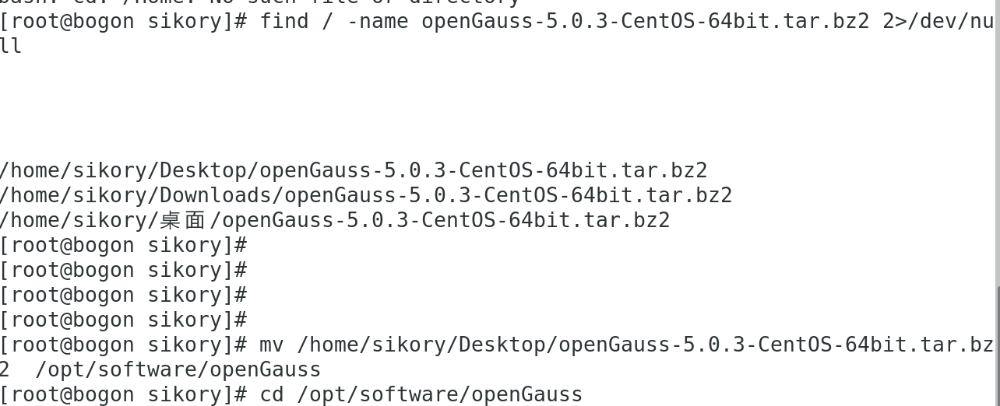 bash: cd: /home: No such file or directory
[root@bogon sikory]# find / -name openGauss-5.0.3-CentOS-64bit.tar.bz2 2>/dev/nu
ll
/home/sikory/Desktop/openGauss-5.0.3-CentOS-64bit.tar.bz2
/home/sikory/Downloads/openGauss-5.0.3-CentOS-64bit.tar.bz2
/home/sikory/桌面/openGauss-5.0.3-CentOS-64bit.tar.bz2
[root@bogon sikory]#
[root@bogon sikory]#
[root@bogon sikory]#
[root@bogon sikory]#
[root@bogon sikory]# mv /home/sikory/Desktop/openGauss-5.0.3-CentOS-64bit.tar.bz
2  /opt/software/openGauss
[root@bogon sikory]# cd /opt/software/openGauss